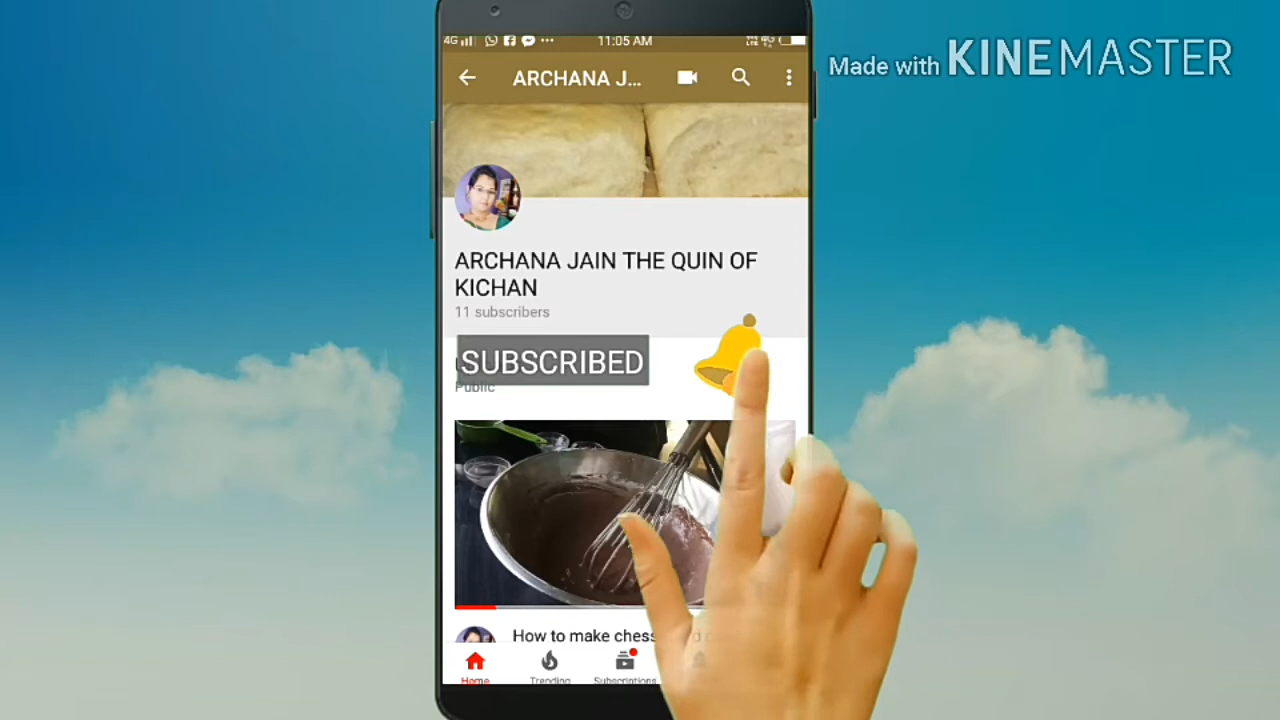 4G
11:05 AM
Made with KINEMASTER
ARCHANA J...
ARCHANA JAIN THE QUIN OF
KICHAN
11 subscribers
SUBSCRIBED
Public
How to make chess
Home
Trending
Subscriptions